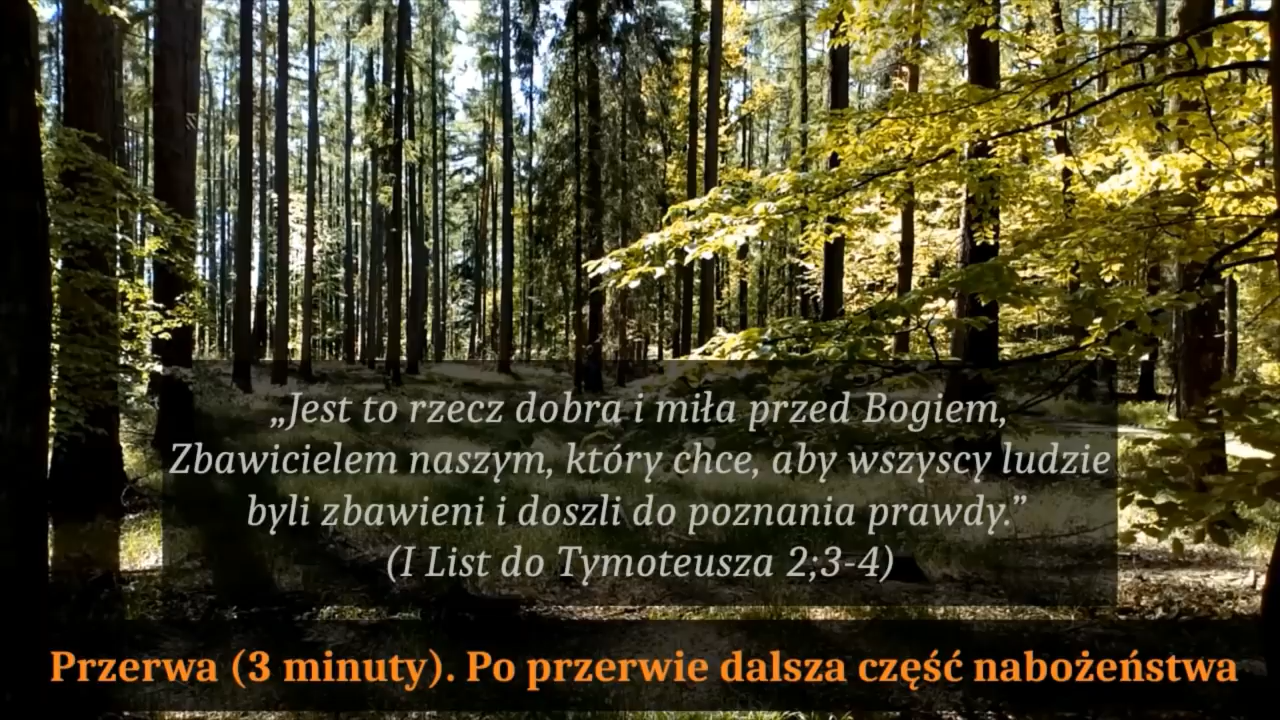 „Jest to rzecz dobra i miła przed Bogiem,
Zbawicielem naszym, który chce, aby wszyscy ludzie
byli zbawieni i doszli do poznania prawdy.”
(I List do Tymoteusza 2;3-4)
Przerwa (3 minuty). Po przerwie dalsza część nabożeństwa